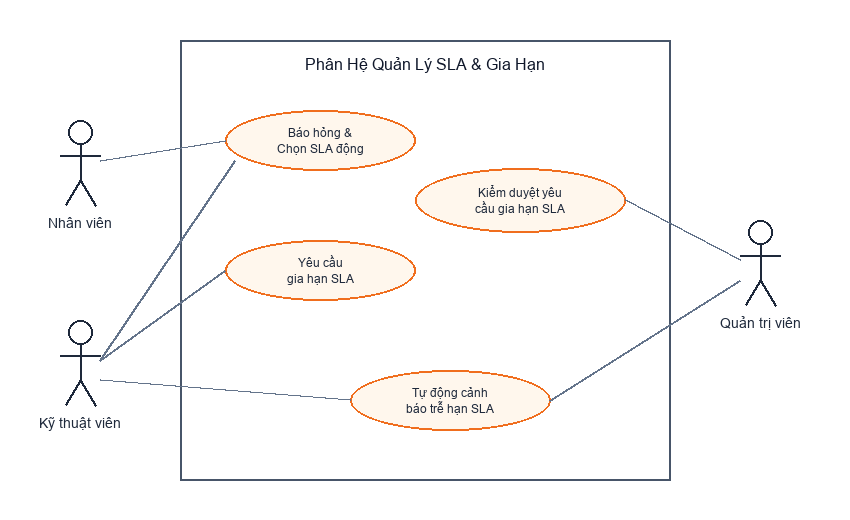 Phân Hệ Quản Lý SLA & Gia Hạn
Báo hỏng &
Chọn SLA động
Kiểm duyệt yêu
cầu gia hạn SLA
Nhân viên
Yêu cầu
gia hạn SLA
Quản trị viên
Tự động cảnh
báo trễ hạn SLA
Kỹ thuật viên